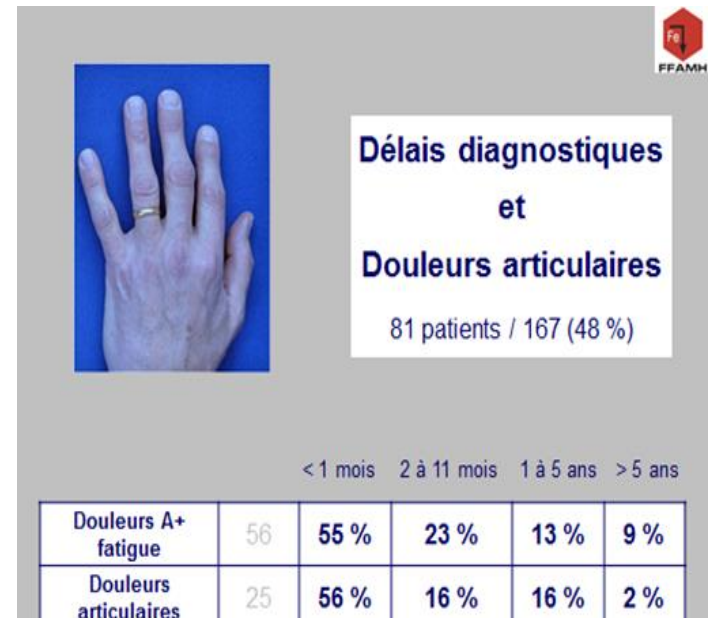 Fe
FFAMH
Délais diagnostiques
et
Douleurs articulaires
81 patients / 167 (48 %)
< 1 mois 2 à 11 mois 1 à 5 ans > 5 ans
Douleurs A+
fatigue 56 55 % 23 % 13 % 9 %
Douleurs
articulaires 25 56 % 16 % 16 % 2 %